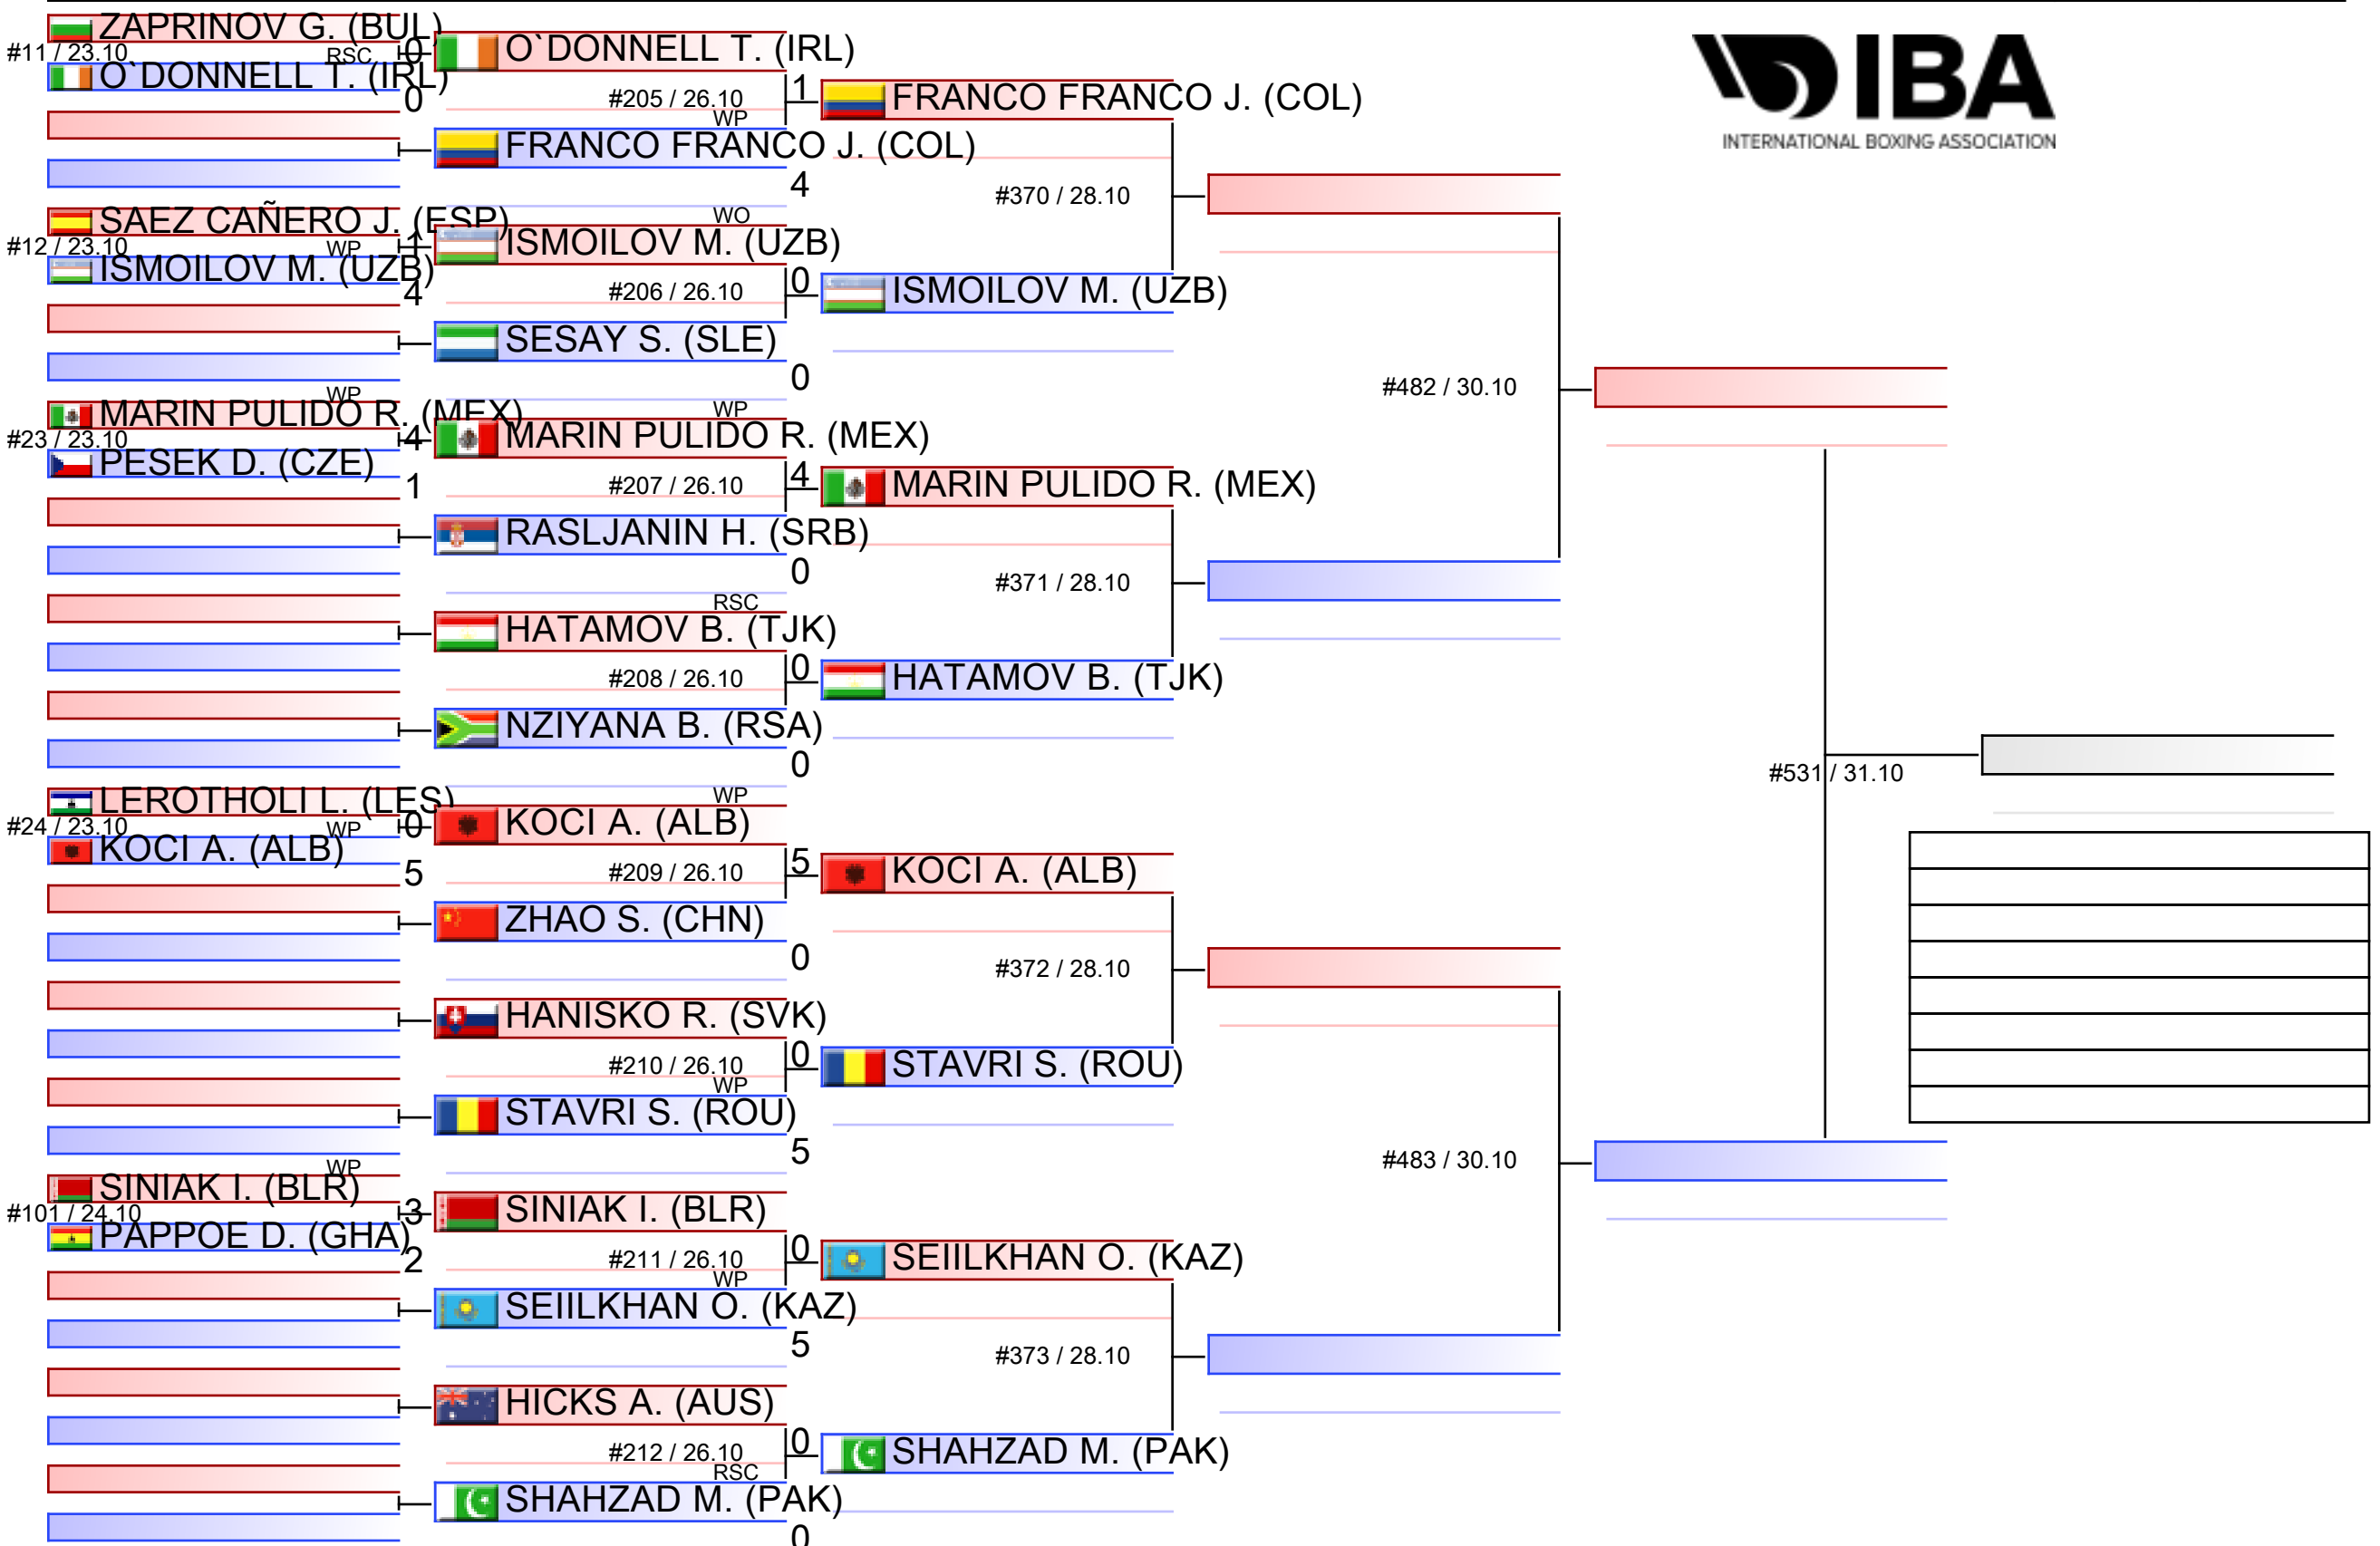 IBA
INTERNATIONAL BOXING ASSOCIATION
ZAPRINOV G. (BUL)
#11 / 23.10
RSC
0
O`DONNELL T. (IRL)
0
SAEZ CAÑERO J. (ESP)
#12 / 23.10
WP
1
ISMOILOV M. (UZB)
4
WP
MARIN PULIDO R. (MEX)
#23 / 23.10
4
PESEK D. (CZE)
1
LEROTHOLI L. (LES)
#24 / 23.10
WP
0
KOCI A. (ALB)
5
WP
SINIAK I. (BLR)
#101 / 24.10
3
PAPPOE D. (GHA)
2
O`DONNELL T. (IRL)
#205 / 26.10
1
WP
FRANCO FRANCO J. (COL)
4
WO
ISMOILOV M. (UZB)
#206 / 26.10
0
SESAY S. (SLE)
0
WP
MARIN PULIDO R. (MEX)
#207 / 26.10
4
RASLJANIN H. (SRB)
0
RSC
HATAMOV B. (TJK)
#208 / 26.10
0
NZIYANA B. (RSA)
0
WP
KOCI A. (ALB)
#209 / 26.10
5
ZHAO S. (CHN)
0
HANISKO R. (SVK)
#210 / 26.10
0
WP
STAVRI S. (ROU)
5
SINIAK I. (BLR)
#211 / 26.10
0
WP
SEIILKHAN O. (KAZ)
5
HICKS A. (AUS)
#212 / 26.10
0
RSC
SHAHZAD M. (PAK)
0
FRANCO FRANCO J. (COL)
#370 / 28.10
ISMOILOV M. (UZB)
MARIN PULIDO R. (MEX)
#371 / 28.10
HATAMOV B. (TJK)
KOCI A. (ALB)
#372 / 28.10
STAVRI S. (ROU)
SEIILKHAN O. (KAZ)
#373 / 28.10
SHAHZAD M. (PAK)
#482 / 30.10
#483 / 30.10
#531 / 31.10